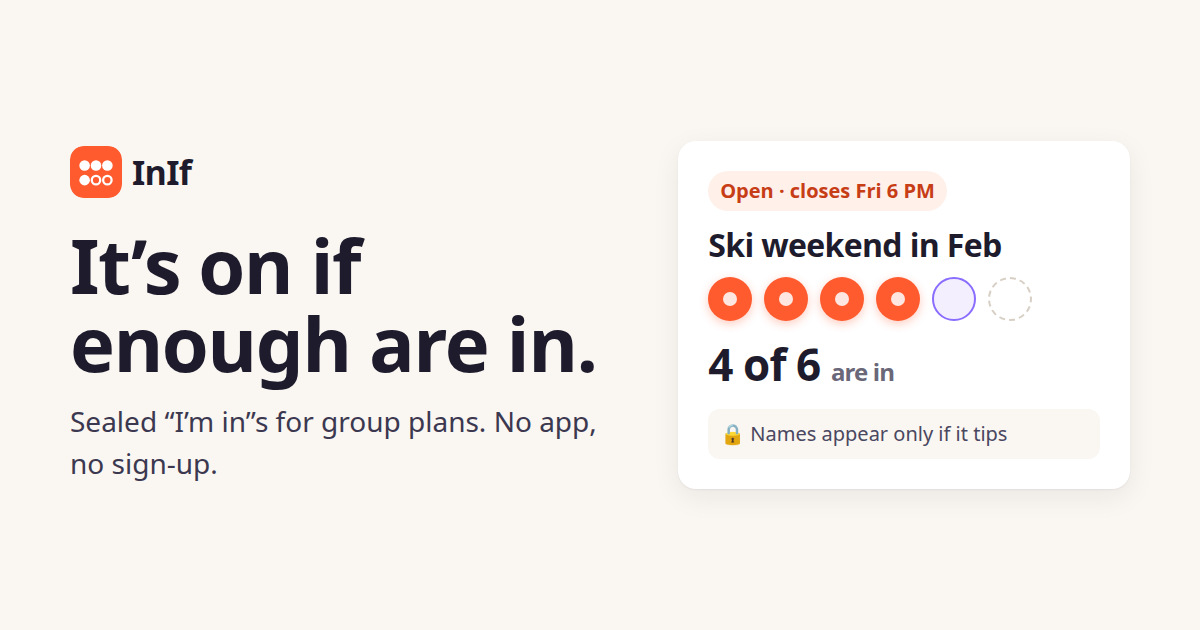 InIf
It’s on if
enough are in.
Sealed “I’m in”s for group plans. No app,
no sign-up.
Open · closes Fri 6 PM
Ski weekend in Feb
4 of 6 are in
🔒 Names appear only if it tips